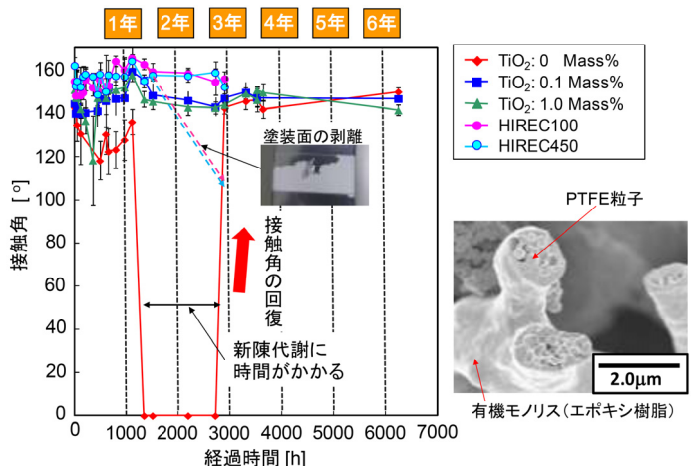 1年 2年 3年 4年 5年 6年
160
140
120
100
80
60
40
20
0
接触角 [°]
0 1000 2000 3000 4000 5000 6000 7000
経過時間 [h]
塗装面の剥離
接触角の回復
新陳代謝に
時間がかかる
TiO2: 0 Mass%
TiO2: 0.1 Mass%
TiO2: 1.0 Mass%
HIREC100
HIREC450
PTFE粒子
2.0μm
有機モノリス(エポキシ樹脂)